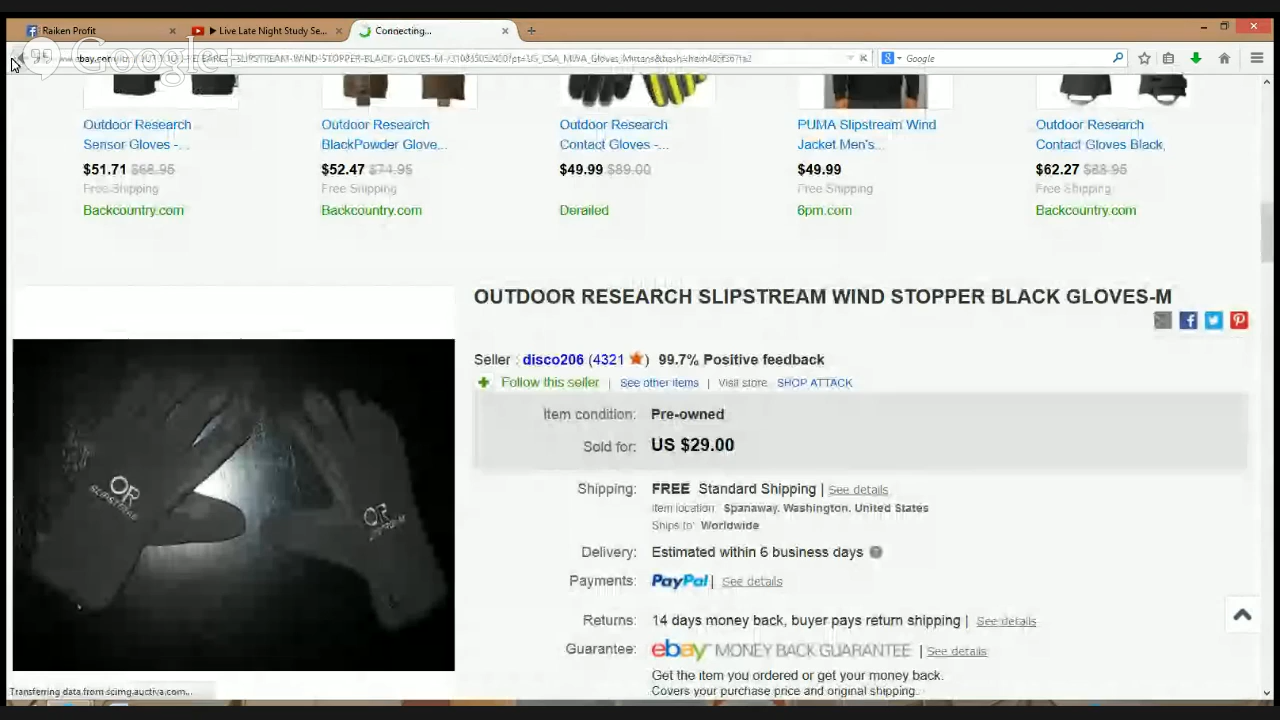 Raiken Profit
Live Late Night Study Se...
Connecting...
Google+
Google
Outdoor Research
Sensor Gloves -...
$51.71 $68.95
Free Shipping
Backcountry.com
Outdoor Research
BlackPowder Glove...
$52.47 $74.95
Free Shipping
Backcountry.com
Outdoor Research
Contact Gloves -...
$49.99 $89.00
Derailed
PUMA Slipstream Wind
Jacket Men's...
$49.99
Free Shipping
6pm.com
Outdoor Research
Contact Gloves Black,
$62.27 $88.95
Free Shipping
Backcountry.com
OUTDOOR RESEARCH SLIPSTREAM WIND STOPPER BLACK GLOVES-M
Seller : disco206 (4321 ) 99.7% Positive feedback
Follow this seller | See other items | Visit store: SHOP ATTACK
Item condition: Pre-owned
Sold for: US $29.00
Shipping: FREE Standard Shipping | See details
Item location: Spanaway, Washington, United States
Ships to: Worldwide
Delivery: Estimated within 6 business days
Payments: PayPal | See details
Returns: 14 days money back, buyer pays return shipping | See details
Guarantee: ebay MONEY BACK GUARANTEE | See details
Get the item you ordered or get your money back.
Covers your purchase price and original shipping.
OR
SLIPSTREAM
OR
Transferring data from scimg.auctiva.com...